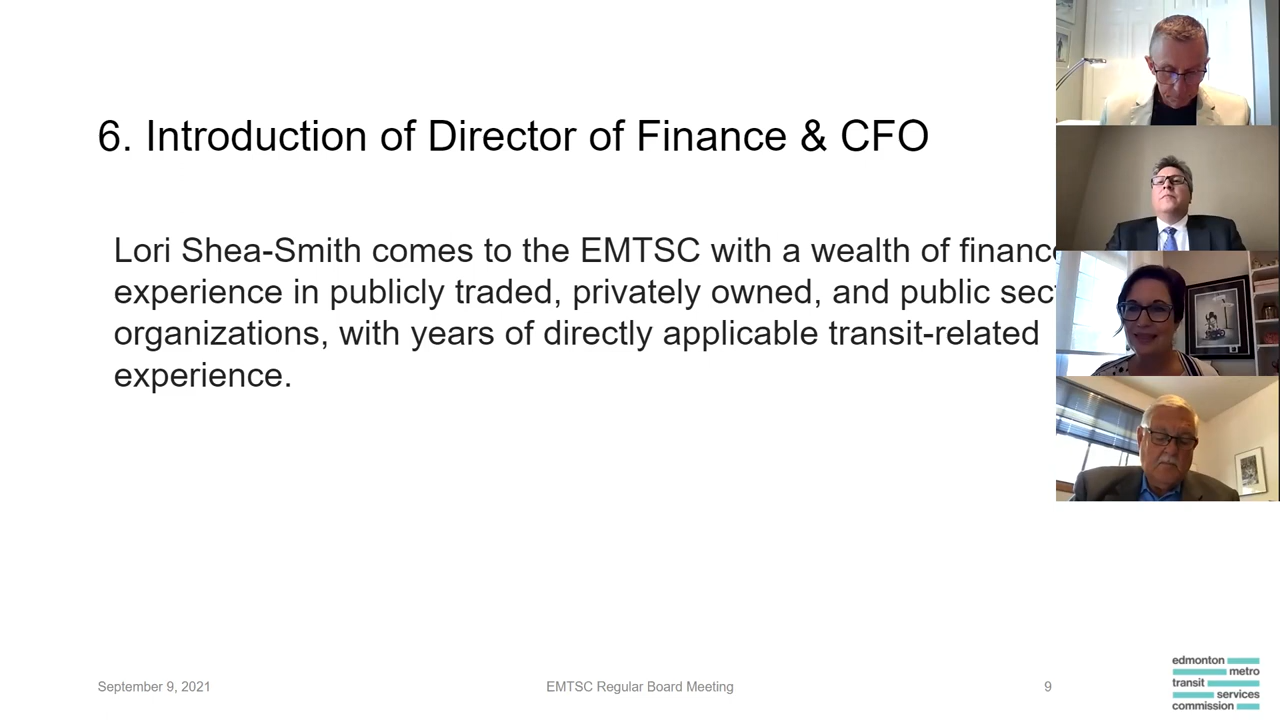 6. Introduction of Director of Finance & CFO
Lori Shea-Smith comes to the EMTSC with a wealth of finance
experience in publicly traded, privately owned, and public sect
organizations, with years of directly applicable transit-related
experience.
September 9, 2021
EMTSC Regular Board Meeting
9
edmonton
metro
transit
services
commission